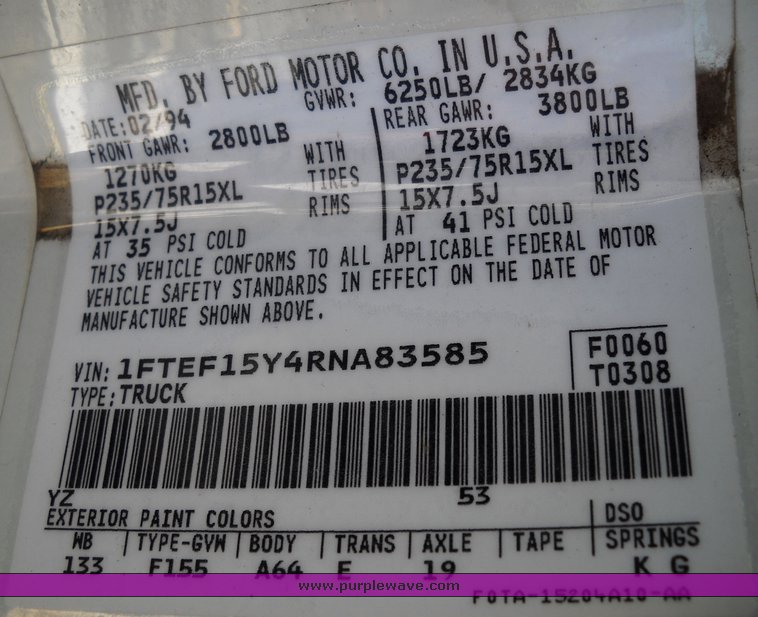 MFD. BY FORD MOTOR CO. IN U.S.A.
DATE: 02/94 GVWR: 6250LB/ 2834KG
FRONT GAWR: 2800LB REAR GAWR: 3800LB
1270KG WITH 1723KG WITH
P235/75R15XL TIRES P235/75R15XL TIRES
15X7.5J RIMS 15X7.5J RIMS
AT 35 PSI COLD AT 41 PSI COLD
THIS VEHICLE CONFORMS TO ALL APPLICABLE FEDERAL MOTOR
VEHICLE SAFETY STANDARDS IN EFFECT ON THE DATE OF
MANUFACTURE SHOWN ABOVE.
VIN: 1FTEF15Y4RNA83585 F0060
TYPE: TRUCK T0308
YZ 53
EXTERIOR PAINT COLORS DSO
WB TYPE-GVW BODY TRANS AXLE TAPE SPRINGS
133 F155 A64 E 19 K G
www.purplewave.com
F0TA-15204A10-AA